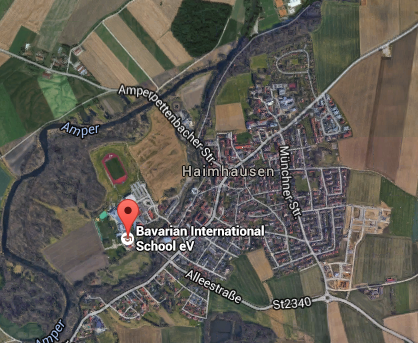 Amper
Amperpettenbacher-Str.
Haimhausen
Münchner-Str
Bavarian International
School eV
Alleestraße
St2340
Amper